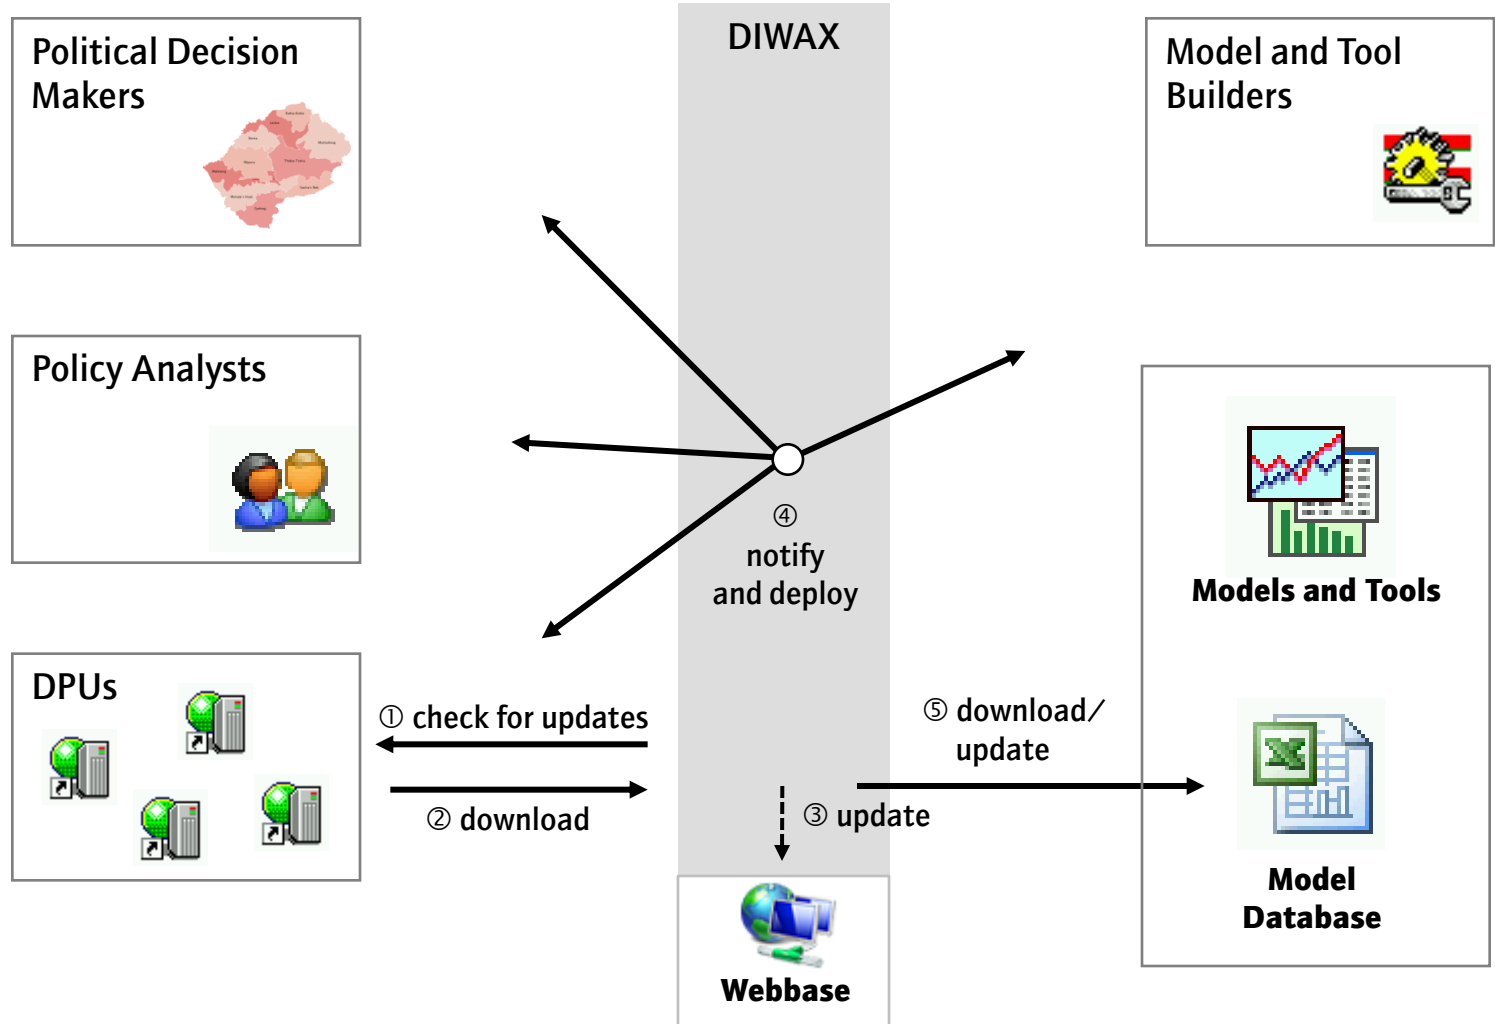 Political Decision
Makers
DIWAX
Model and Tool
Builders
Policy Analysts
④
notify
and deploy
Models and Tools
DPUs
① check for updates
② download
③ update
⑤ download/
update
Model
Database
Webbase